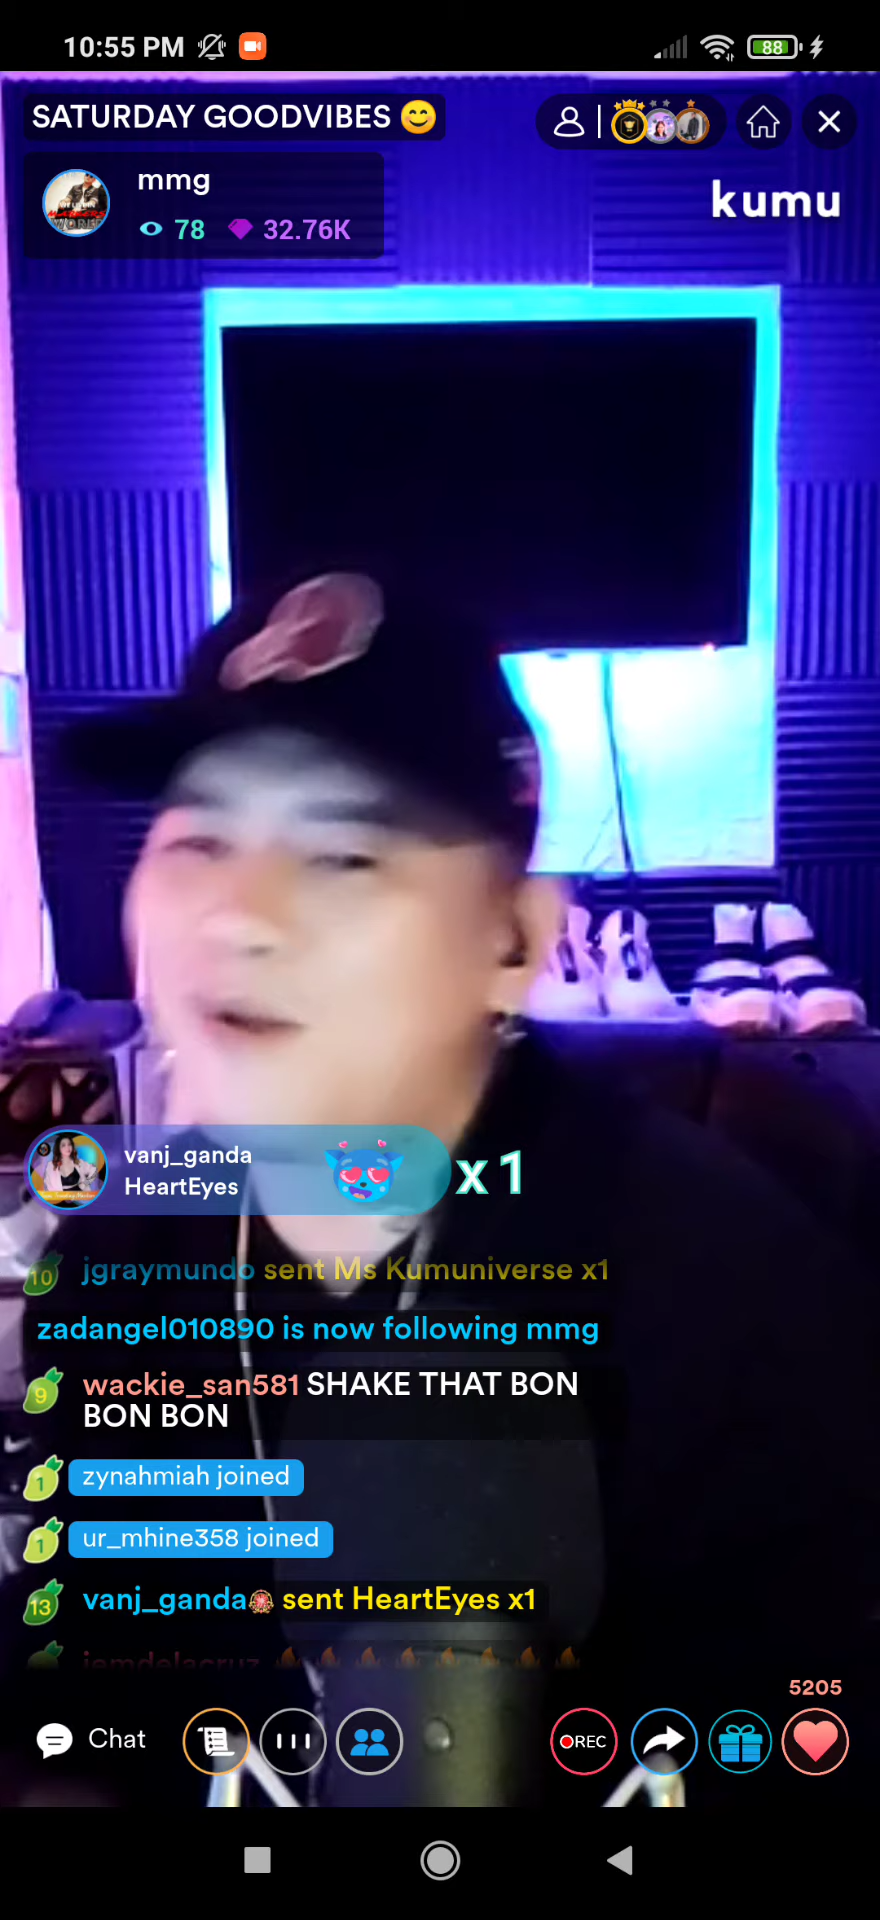 10:55 PM
88
SATURDAY GOODVIBES 😊
mmg
78 32.76K
kumu
vanj_ganda
HeartEyes
x1
10 jgraymundo sent Ms Kumuniverse x1
zadangel010890 is now following mmg
9 wackie_san581 SHAKE THAT BON
BON BON
1 zynahmiah joined
1 ur_mhine358 joined
13 vanj_ganda sent HeartEyes x1
jemdelacruz 🔥🔥🔥🔥🔥🔥🔥🔥
5205
Chat
REC